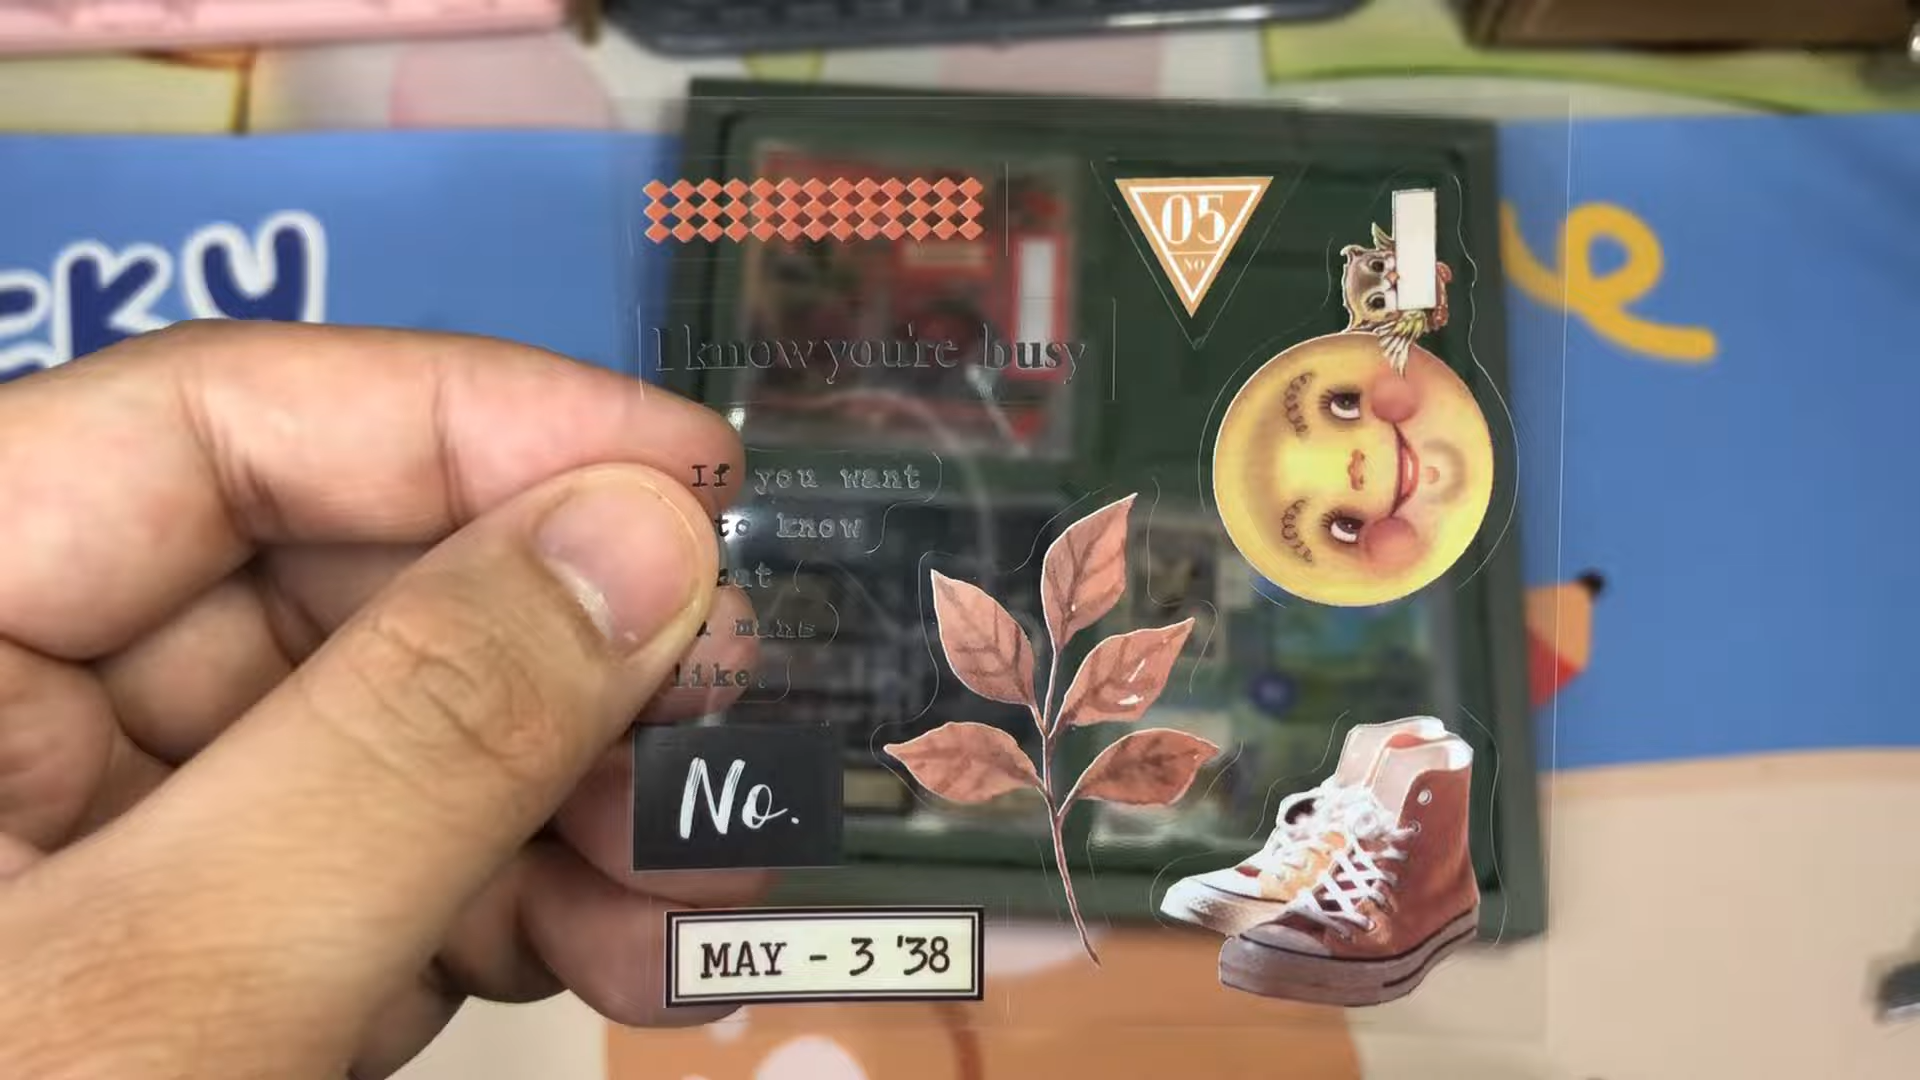 05
NO
I know you're busy
If you want
to know
like.
No.
MAY - 3 '38